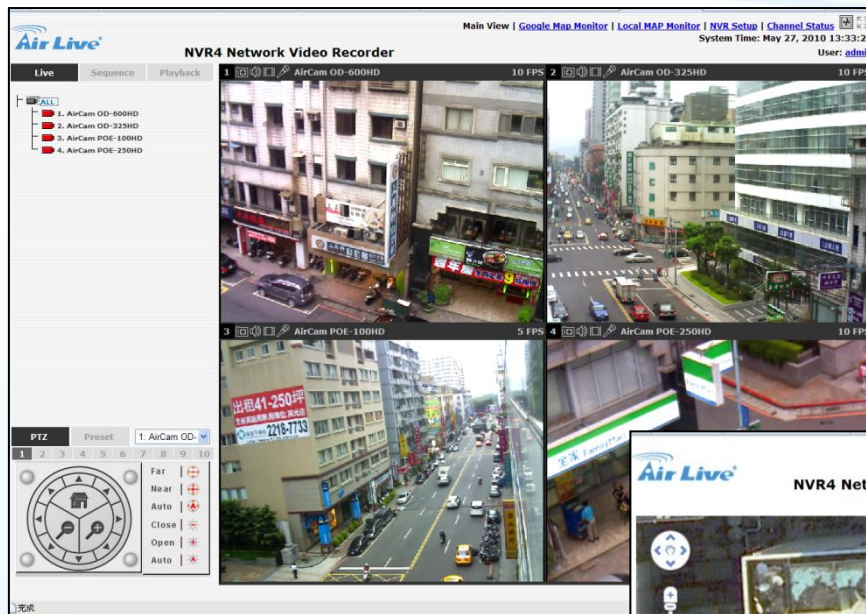 Air Live®
NVR4 Network Video Recorder
Main View | Google Map Monitor | Local MAP Monitor | NVR Setup | Channel Status
System Time: May 27, 2010 13:33:2
User: admi
Live Sequence Playback
ALL
1. AirCam OD-600HD
2. AirCam OD-325HD
3. AirCam POE-100HD
4. AirCam POE-250HD
1 AirCam OD-600HD 10 FPS
2 AirCam OD-325HD 10 FPS
3 AirCam POE-100HD 5 FPS
出租41-250坪
2218-7733
4 AirCam POE-250HD 10 FPS
FamilyMart
全家 FamilyMart
PTZ Preset 1: AirCam OD-
1 2 3 4 5 6 7 8 9 10
Far
Near
Auto
Close
Open
Auto
完成
Air Live®
NVR4 Net